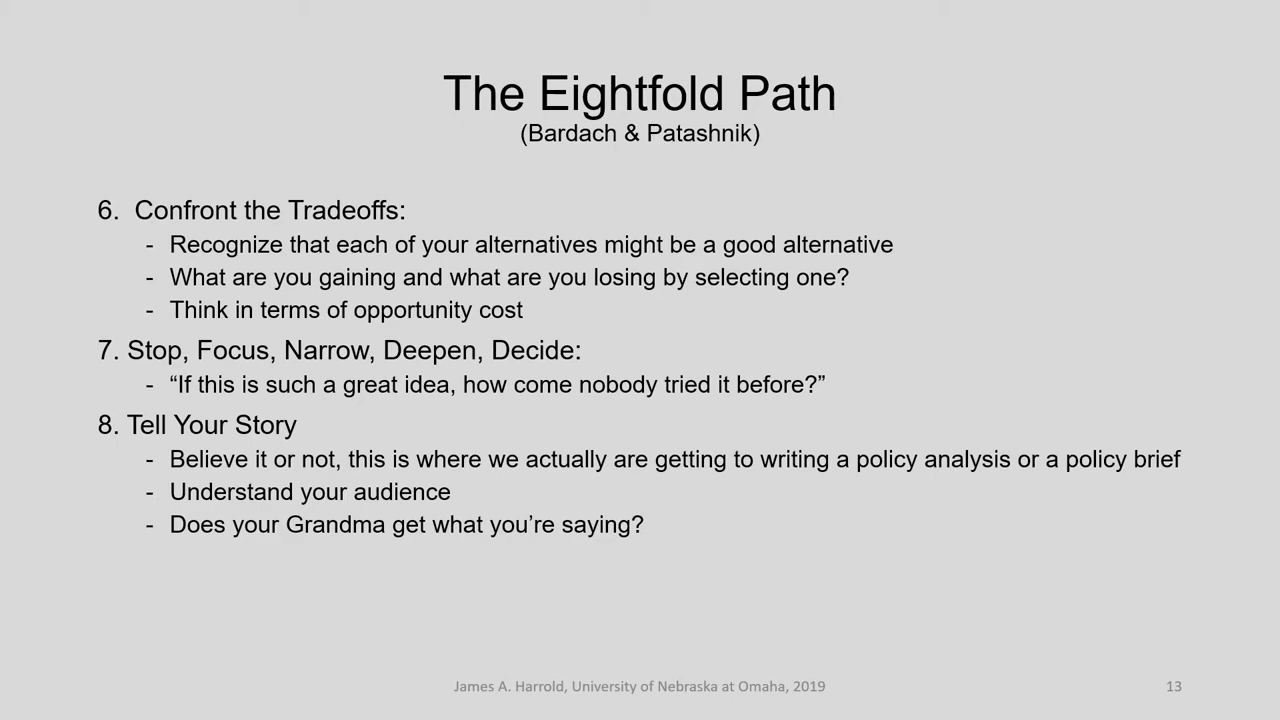 The Eightfold Path
(Bardach & Patashnik)
6. Confront the Tradeoffs:
- Recognize that each of your alternatives might be a good alternative
- What are you gaining and what are you losing by selecting one?
- Think in terms of opportunity cost
7. Stop, Focus, Narrow, Deepen, Decide:
- “If this is such a great idea, how come nobody tried it before?”
8. Tell Your Story
- Believe it or not, this is where we actually are getting to writing a policy analysis or a policy brief
- Understand your audience
- Does your Grandma get what you’re saying?
James A. Harrold, University of Nebraska at Omaha, 2019
13